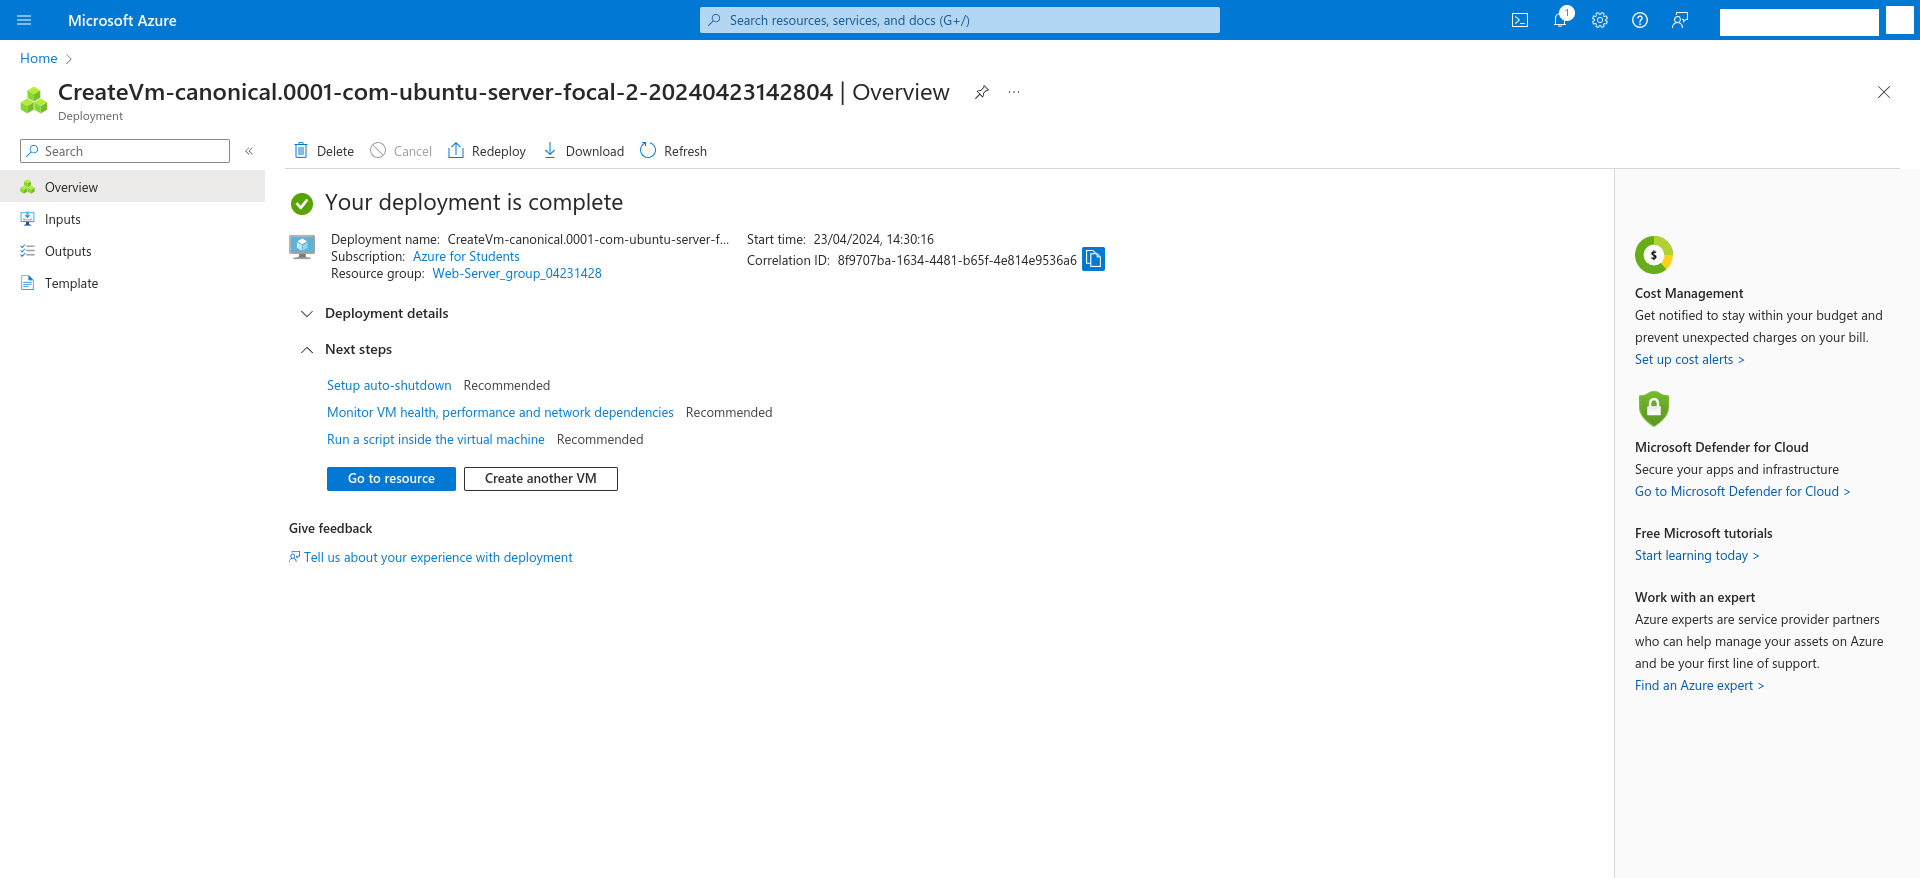 Microsoft Azure
Search resources, services, and docs (G+/)
1
Home
CreateVm-canonical.0001-com-ubuntu-server-focal-2-20240423142804 | Overview
Deployment
Search
Delete
Cancel
Redeploy
Download
Refresh
Overview
Inputs
Outputs
Template
Your deployment is complete
Deployment name: CreateVm-canonical.0001-com-ubuntu-server-f...
Subscription: Azure for Students
Resource group: Web-Server_group_04231428
Start time: 23/04/2024, 14:30:16
Correlation ID: 8f9707ba-1634-4481-b65f-4e814e9536a6
Deployment details
Next steps
Setup auto-shutdown Recommended
Monitor VM health, performance and network dependencies Recommended
Run a script inside the virtual machine Recommended
Go to resource
Create another VM
Give feedback
Tell us about your experience with deployment
$
Cost Management
Get notified to stay within your budget and
prevent unexpected charges on your bill.
Set up cost alerts >
Microsoft Defender for Cloud
Secure your apps and infrastructure
Go to Microsoft Defender for Cloud >
Free Microsoft tutorials
Start learning today >
Work with an expert
Azure experts are service provider partners
who can help manage your assets on Azure
and be your first line of support.
Find an Azure expert >